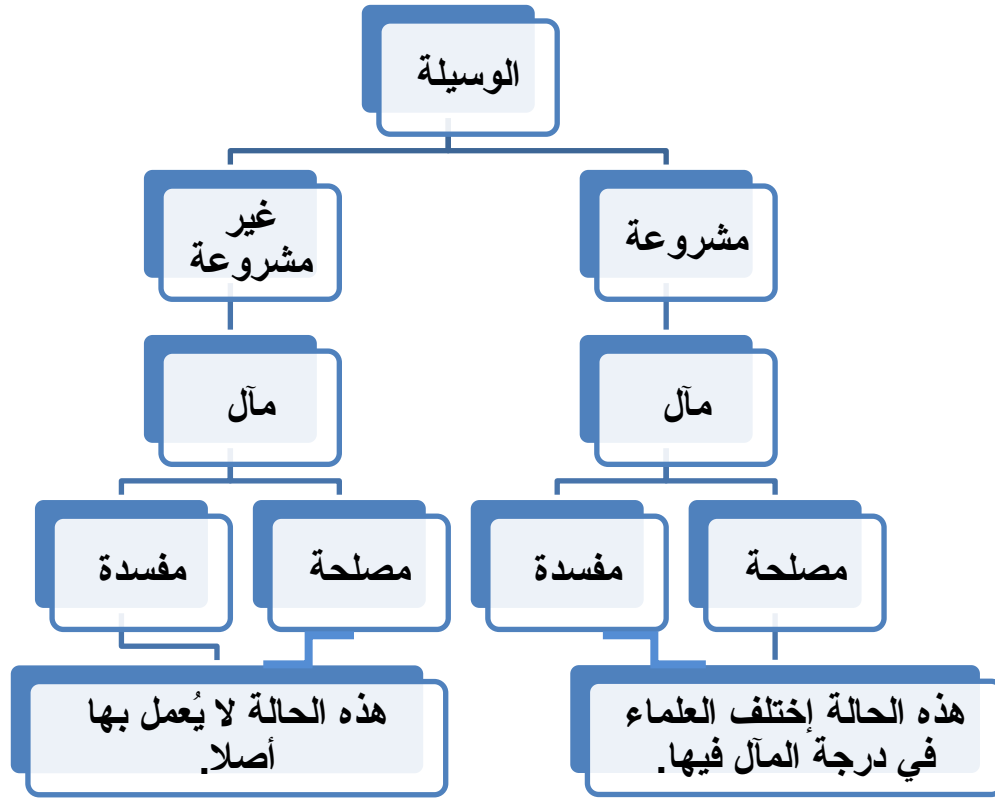 الوسيلة
مشروعة
غير
مشروعة
مآل
مآل
مصلحة
مفسدة
مصلحة
مفسدة
هذه الحالة إختلف العلماء
في درجة المآل فيها.
هذه الحالة لا يُعمل بها
أصلا.